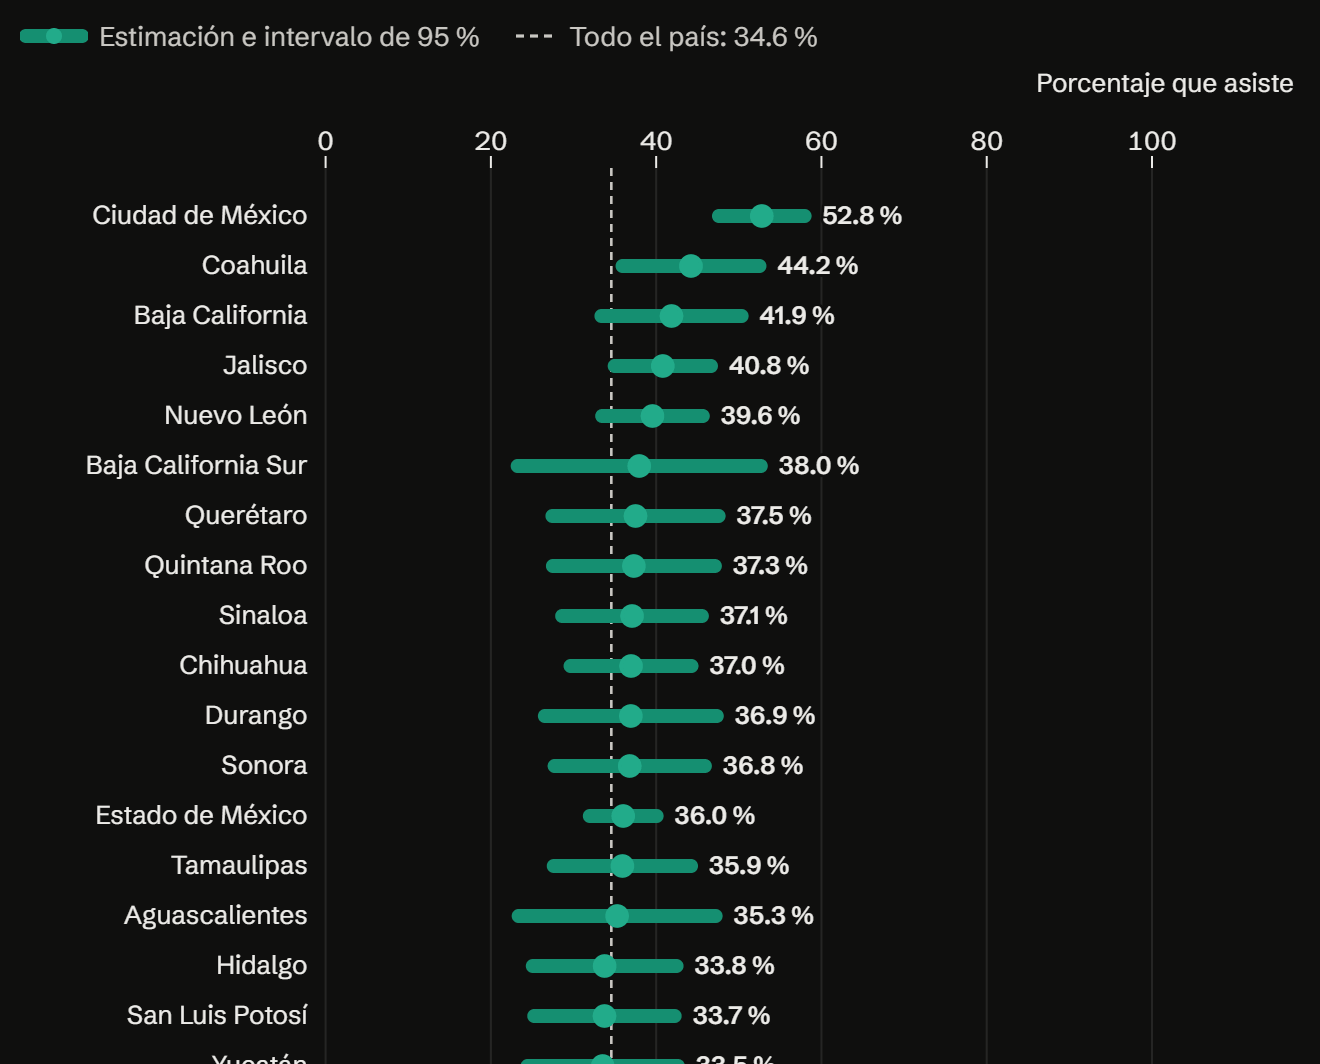 Estimación e intervalo de 95 % Todo el país: 34.6 %
Porcentaje que asiste
0 20 40 60 80 100
Ciudad de México 52.8 %
Coahuila 44.2 %
Baja California 41.9 %
Jalisco 40.8 %
Nuevo León 39.6 %
Baja California Sur 38.0 %
Querétaro 37.5 %
Quintana Roo 37.3 %
Sinaloa 37.1 %
Chihuahua 37.0 %
Durango 36.9 %
Sonora 36.8 %
Estado de México 36.0 %
Tamaulipas 35.9 %
Aguascalientes 35.3 %
Hidalgo 33.8 %
San Luis Potosí 33.7 %
Yucatán 33.5 %